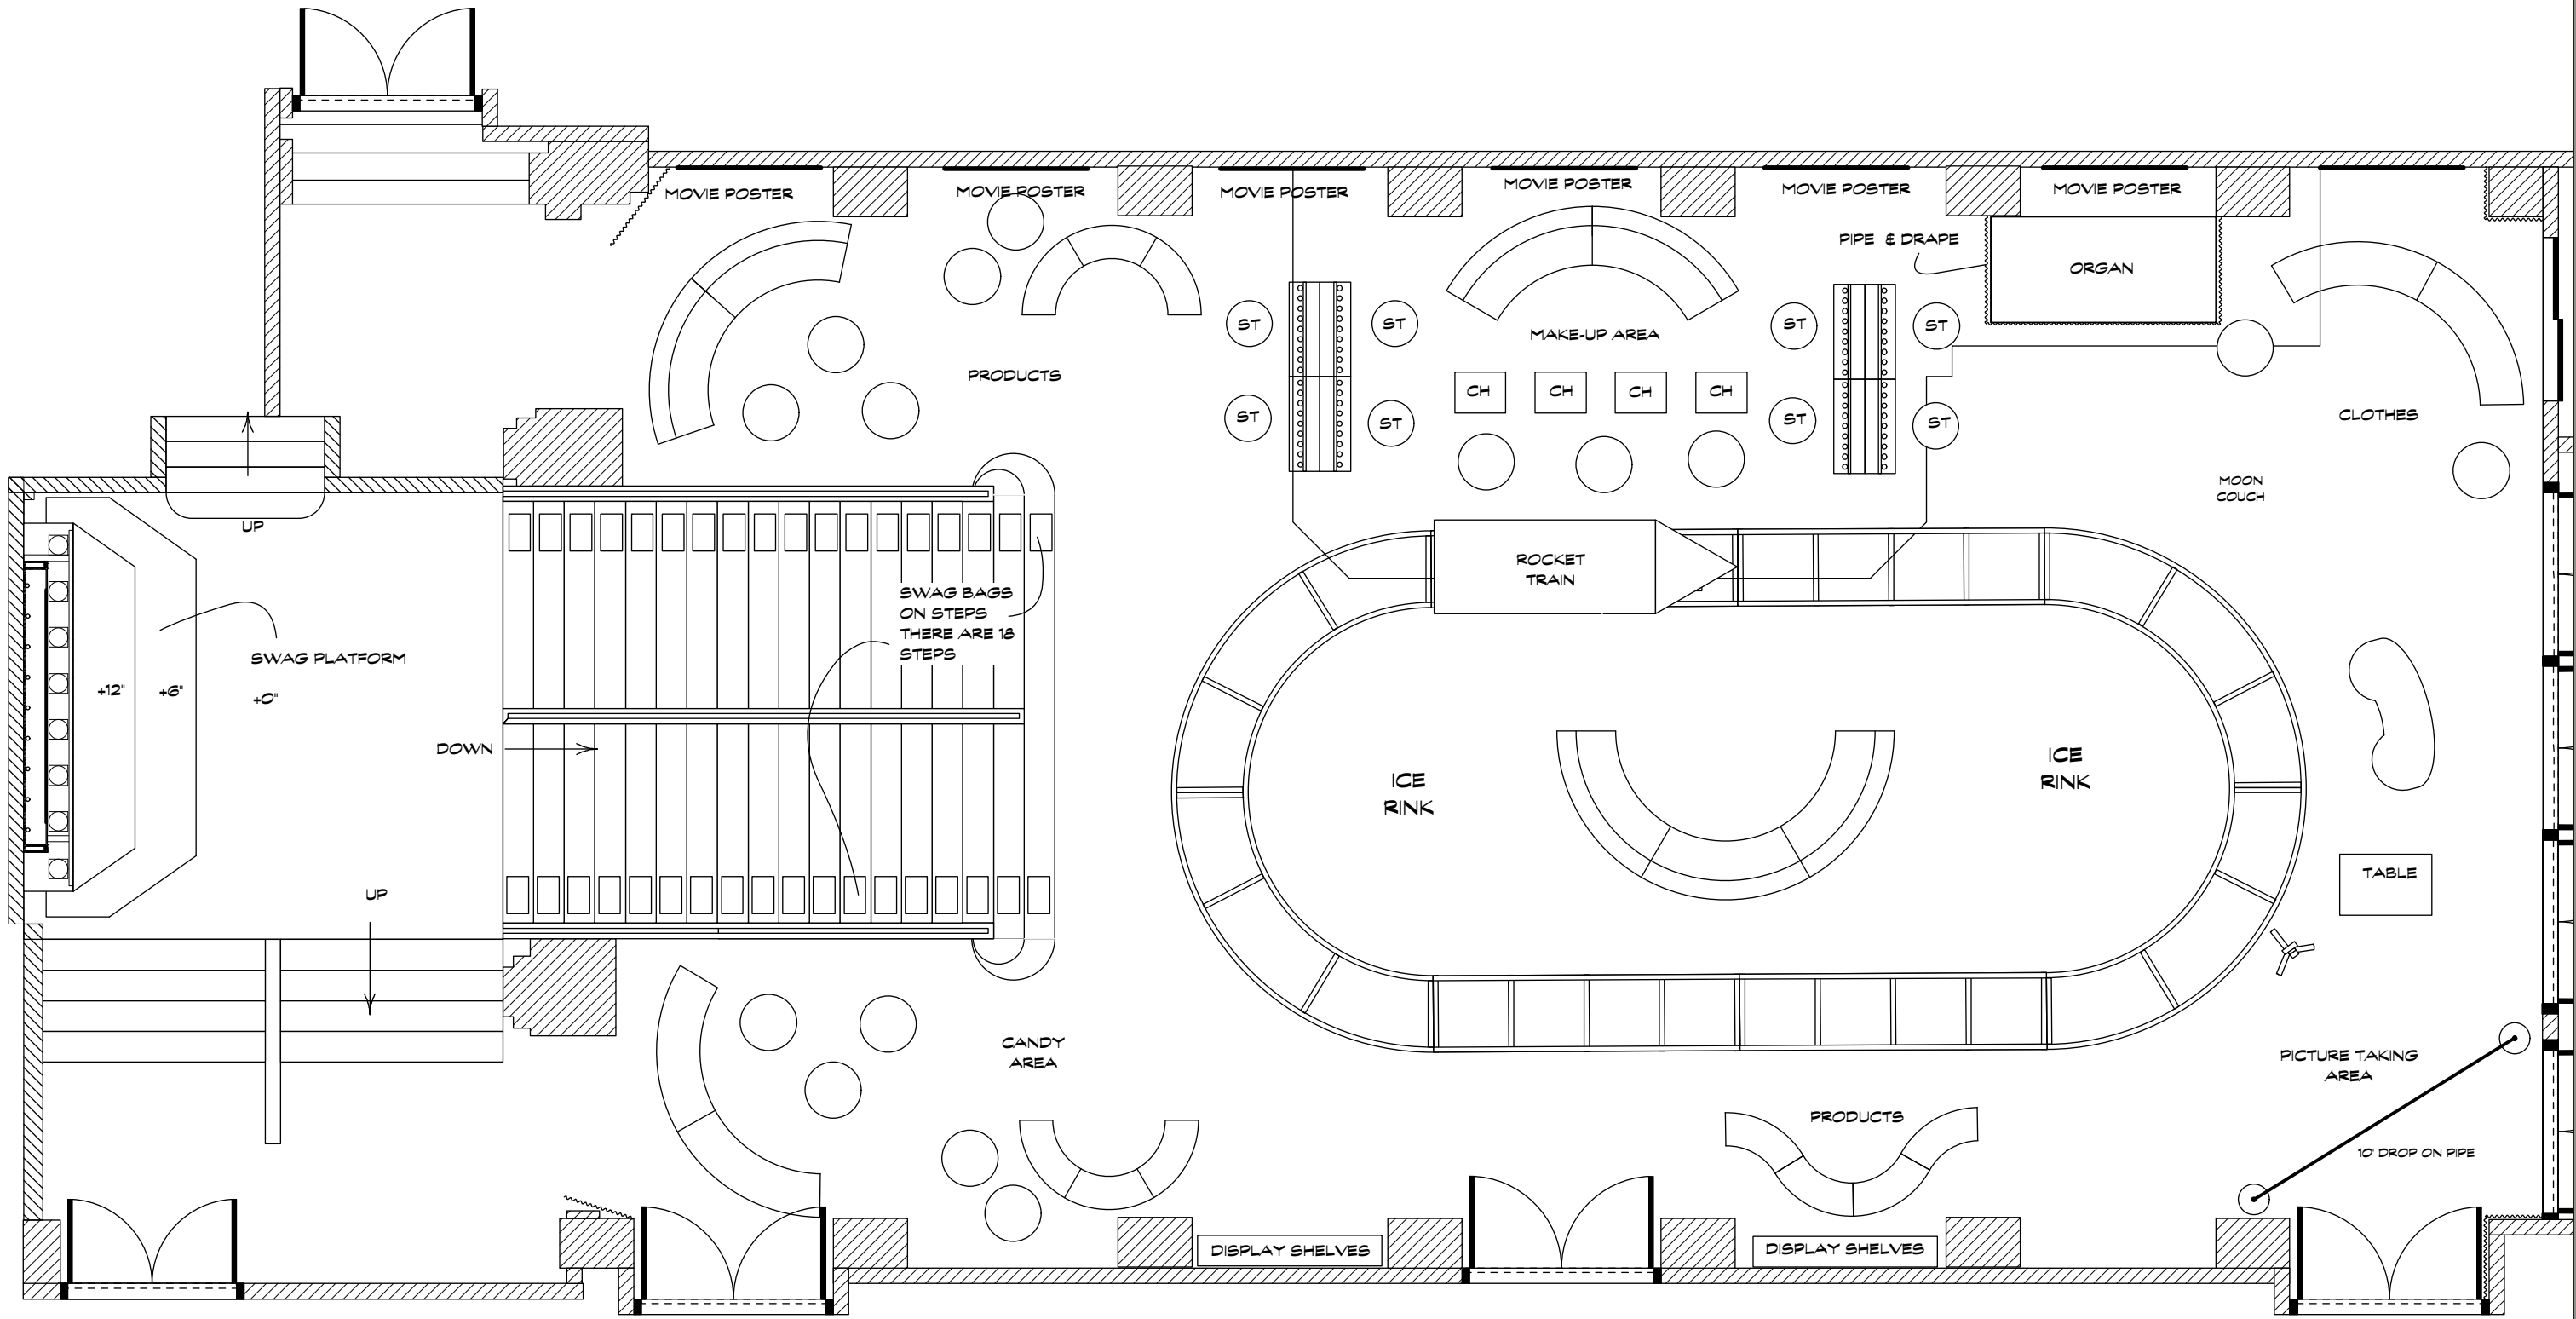 MOVIE POSTER
MOVIE POSTER
MOVIE POSTER
MOVIE POSTER
MOVIE POSTER
MOVIE POSTER
PIPE & DRAPE
ORGAN
ST
ST
ST
ST
MAKE-UP AREA
PRODUCTS
CH
CH
CH
CH
ST
ST
ST
ST
CLOTHES
MOON
COUCH
UP
ROCKET
TRAIN
SWAG BAGS
ON STEPS
THERE ARE 18
STEPS
SWAG PLATFORM
+12"
+6"
+0"
DOWN
ICE
RINK
ICE
RINK
TABLE
UP
CANDY
AREA
PICTURE TAKING
AREA
PRODUCTS
10' DROP ON PIPE
DISPLAY SHELVES
DISPLAY SHELVES